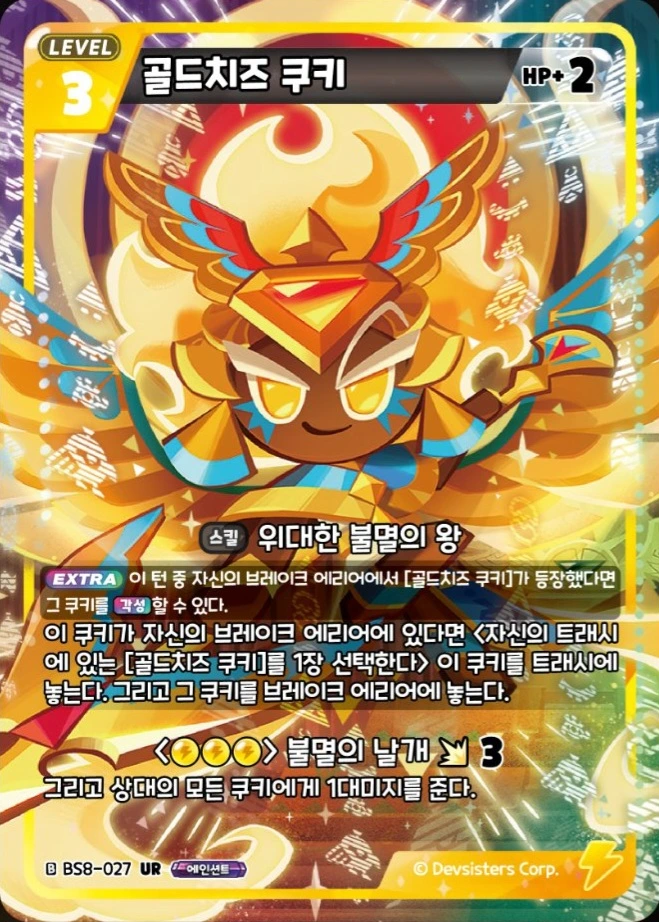 LEVEL
3
골드치즈 쿠키
HP+2
스킬 위대한 불멸의 왕
EXTRA 이 턴 중 자신의 브레이크 에리어에서 [골드치즈 쿠키]가 등장했다면
그 쿠키를 각성 할 수 있다.
이 쿠키가 자신의 브레이크 에리어에 있다면 <자신의 트래시
에 있는 [골드치즈 쿠키]를 1장 선택한다> 이 쿠키를 트래시에
놓는다. 그리고 그 쿠키를 브레이크 에리어에 놓는다.
< > 불멸의 날개 3
그리고 상대의 모든 쿠키에게 1대미지를 준다.
B BS8-027 UR 에인션트
© Devsisters Corp.